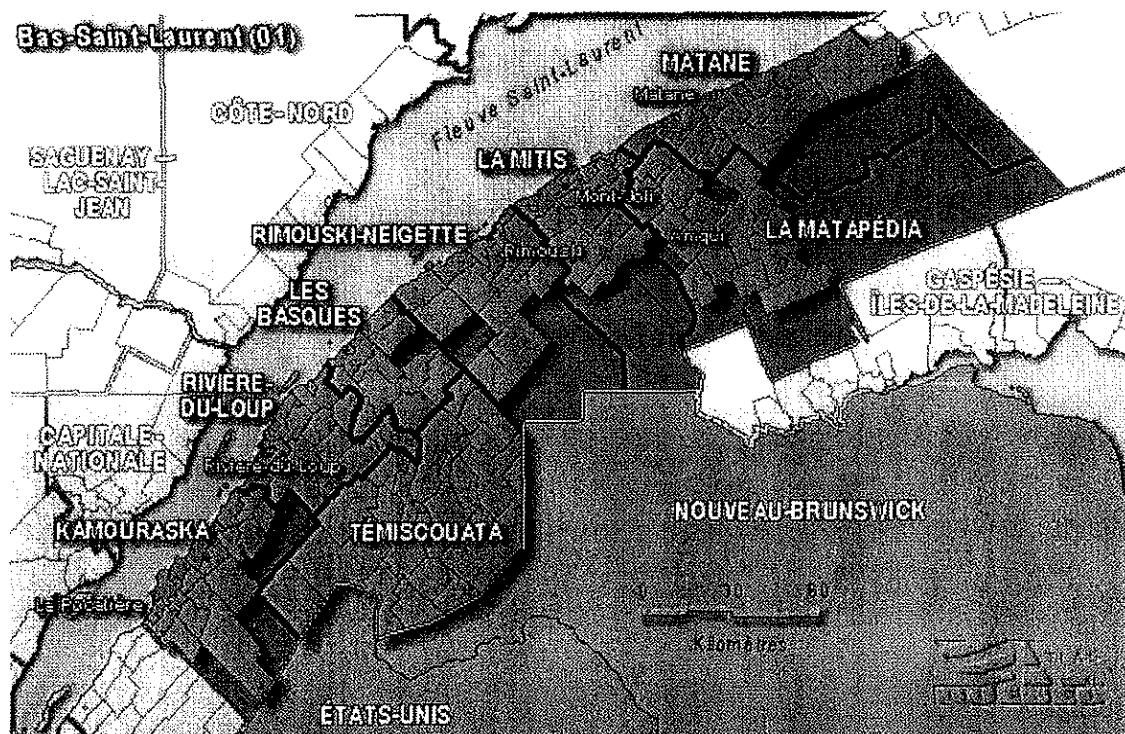 Bas-Saint-Laurent (01)
MATANE
Matane
Fleuve Saint-Laurent
CÔTE-NORD
SAGUENAY
LAC-SAINT-
JEAN
LA MITIS
Mont-Joli
RIMOUSKI-NEIGETTE
Rimouski
Amqui
LA MATAPÉDIA
GASPÉSIE
ÎLES-DE-LA-MADELEINE
LES
BASQUES
RIVIÈRE-
DU-LOUP
CAPITALE-
NATIONALE
Rivière-du-Loup
KAMOURASKA
TÉMISCOUATA
NOUVEAU-BRUNSWICK
La Pocatière
Kilomètres
ÉTATS-UNIS